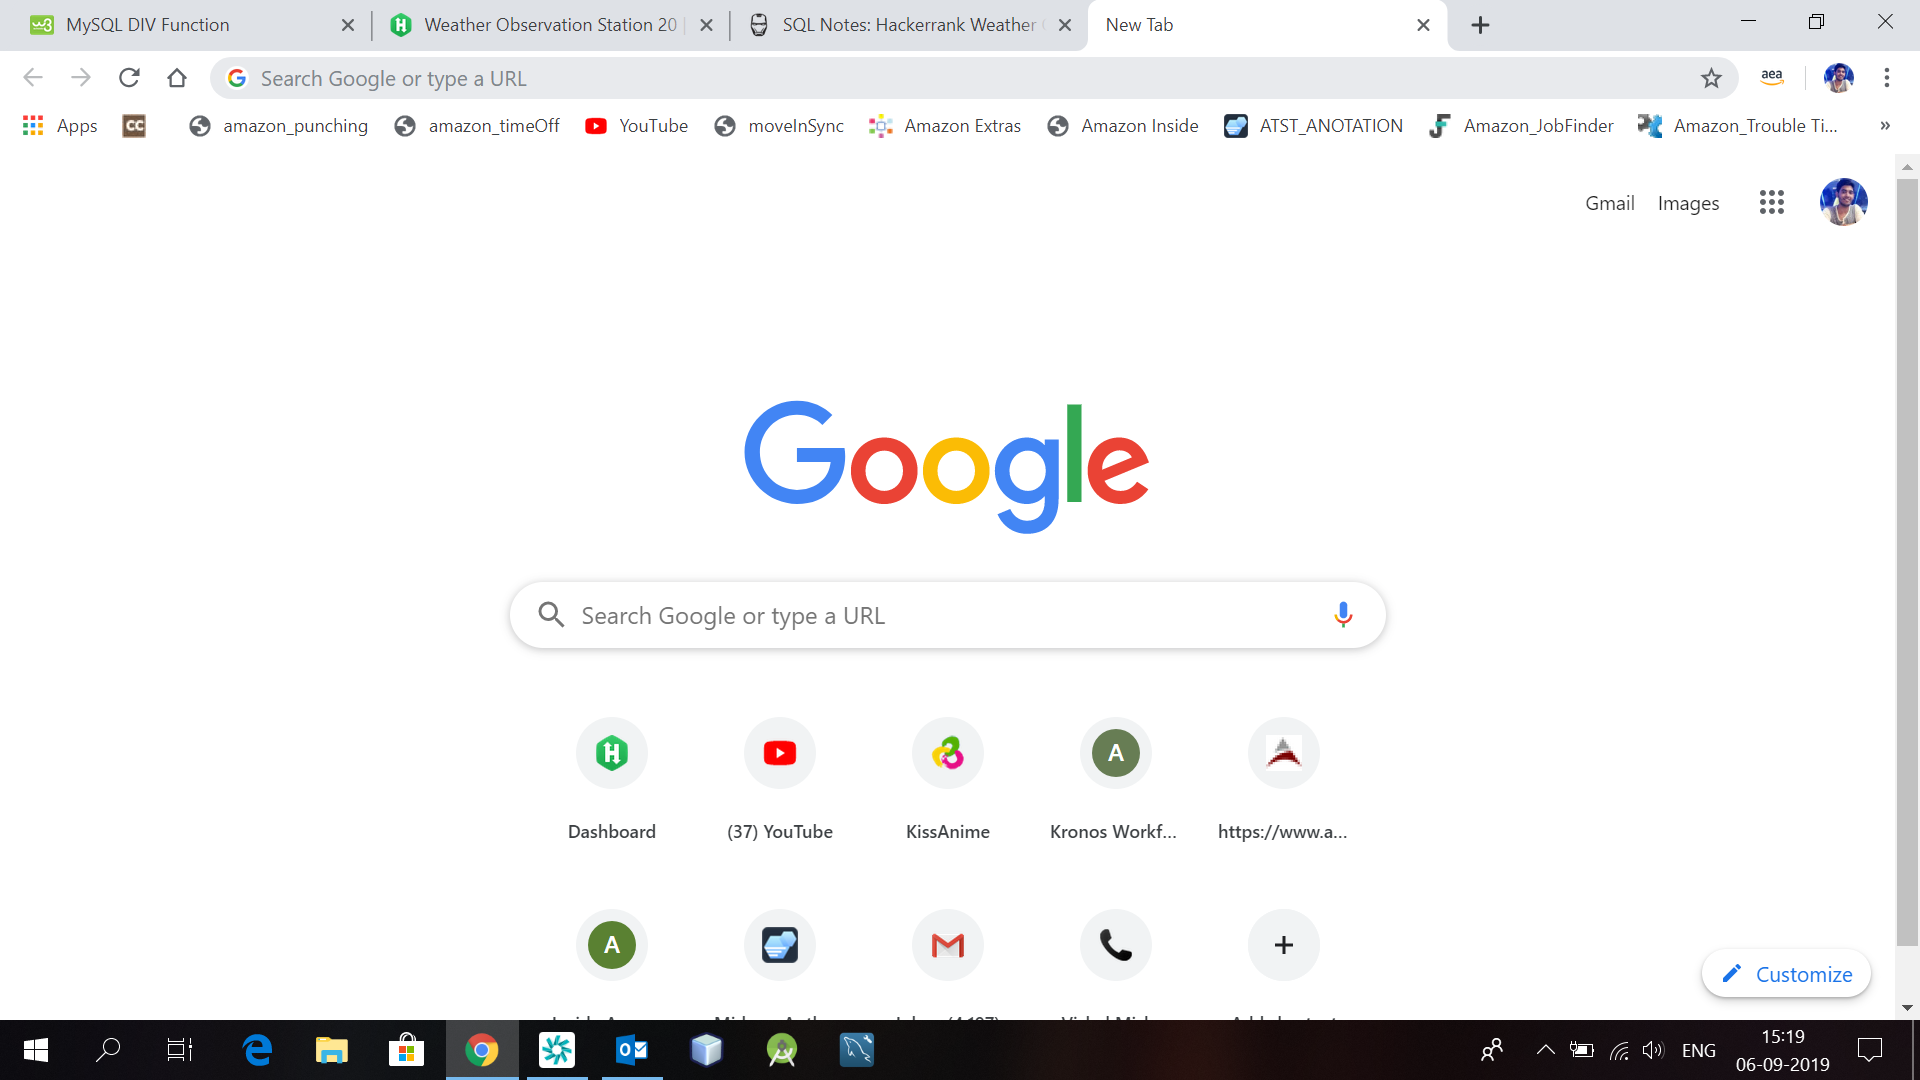 MySQL DIV Function
Weather Observation Station 20
SQL Notes: Hackerrank Weather
New Tab
Search Google or type a URL
aea
Apps
CC
amazon_punching
amazon_timeOff
YouTube
moveInSync
Amazon Extras
Amazon Inside
ATST_ANOTATION
Amazon_JobFinder
Amazon_Trouble Ti...
»
Gmail
Images
Google
Search Google or type a URL
A
Dashboard
(37) YouTube
KissAnime
Kronos Workf...
https://www.a...
A
Customize
ENG
15:19
06-09-2019